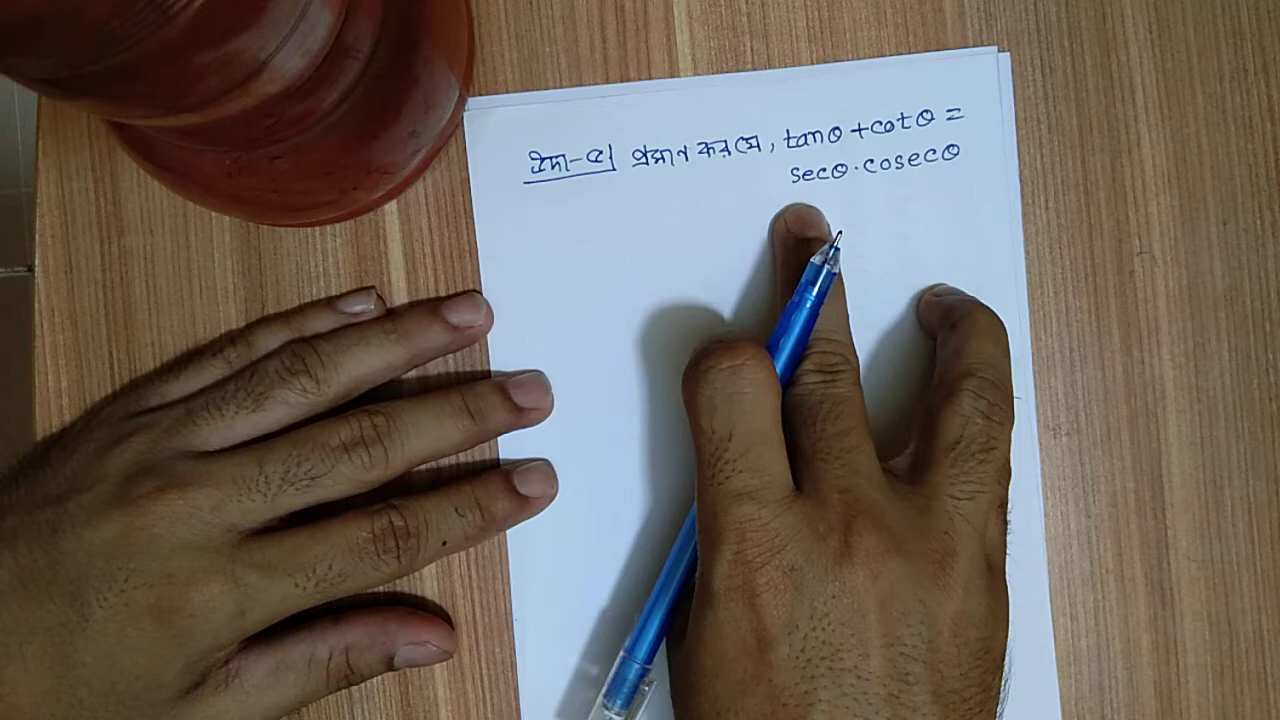 উদা-৫। প্রমাণ কর যে, tanθ + cotθ =
secθ·cosecθ